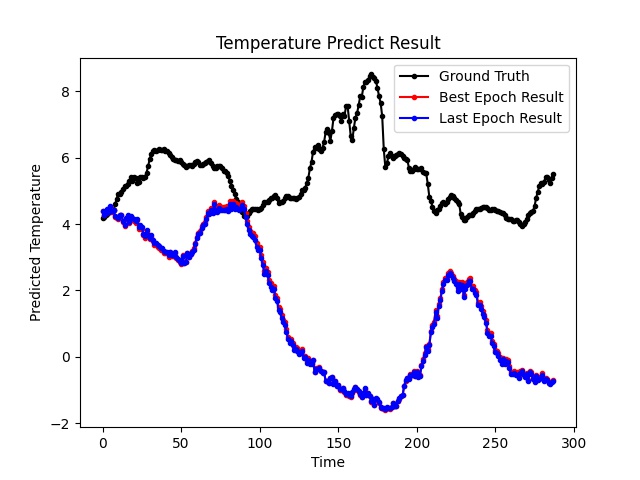 Temperature Predict Result
Ground Truth
Best Epoch Result
Last Epoch Result
Predicted Temperature
8
6
4
2
0
−2
0 50 100 150 200 250 300
Time